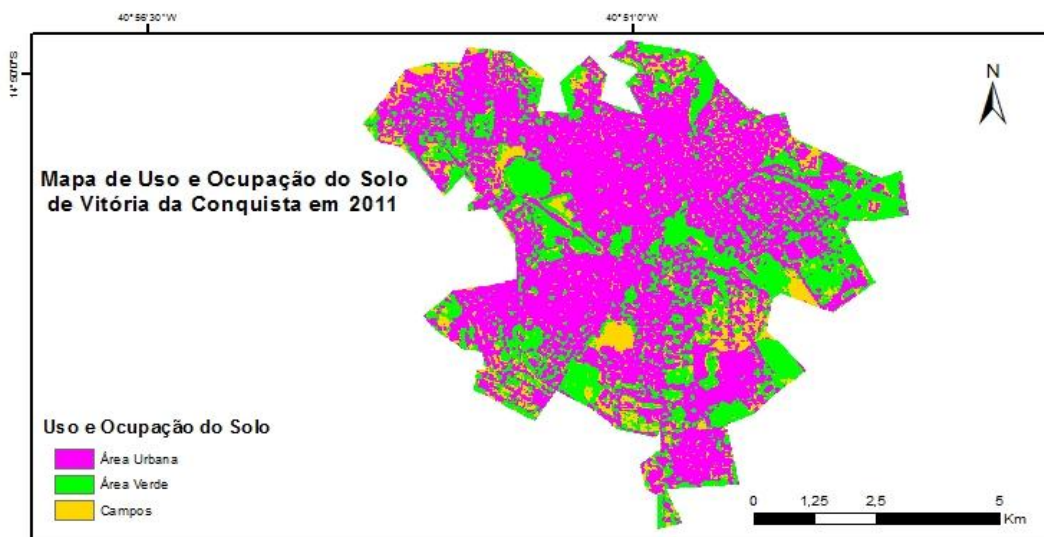 40°56'30"W
40°51'0"W
N
Mapa de Uso e Ocupação do Solo
de Vitória da Conquista em 2011
Uso e Ocupação do Solo
Área Urbana
Área Verde
Campos
0 1,25 2,5 5
Km